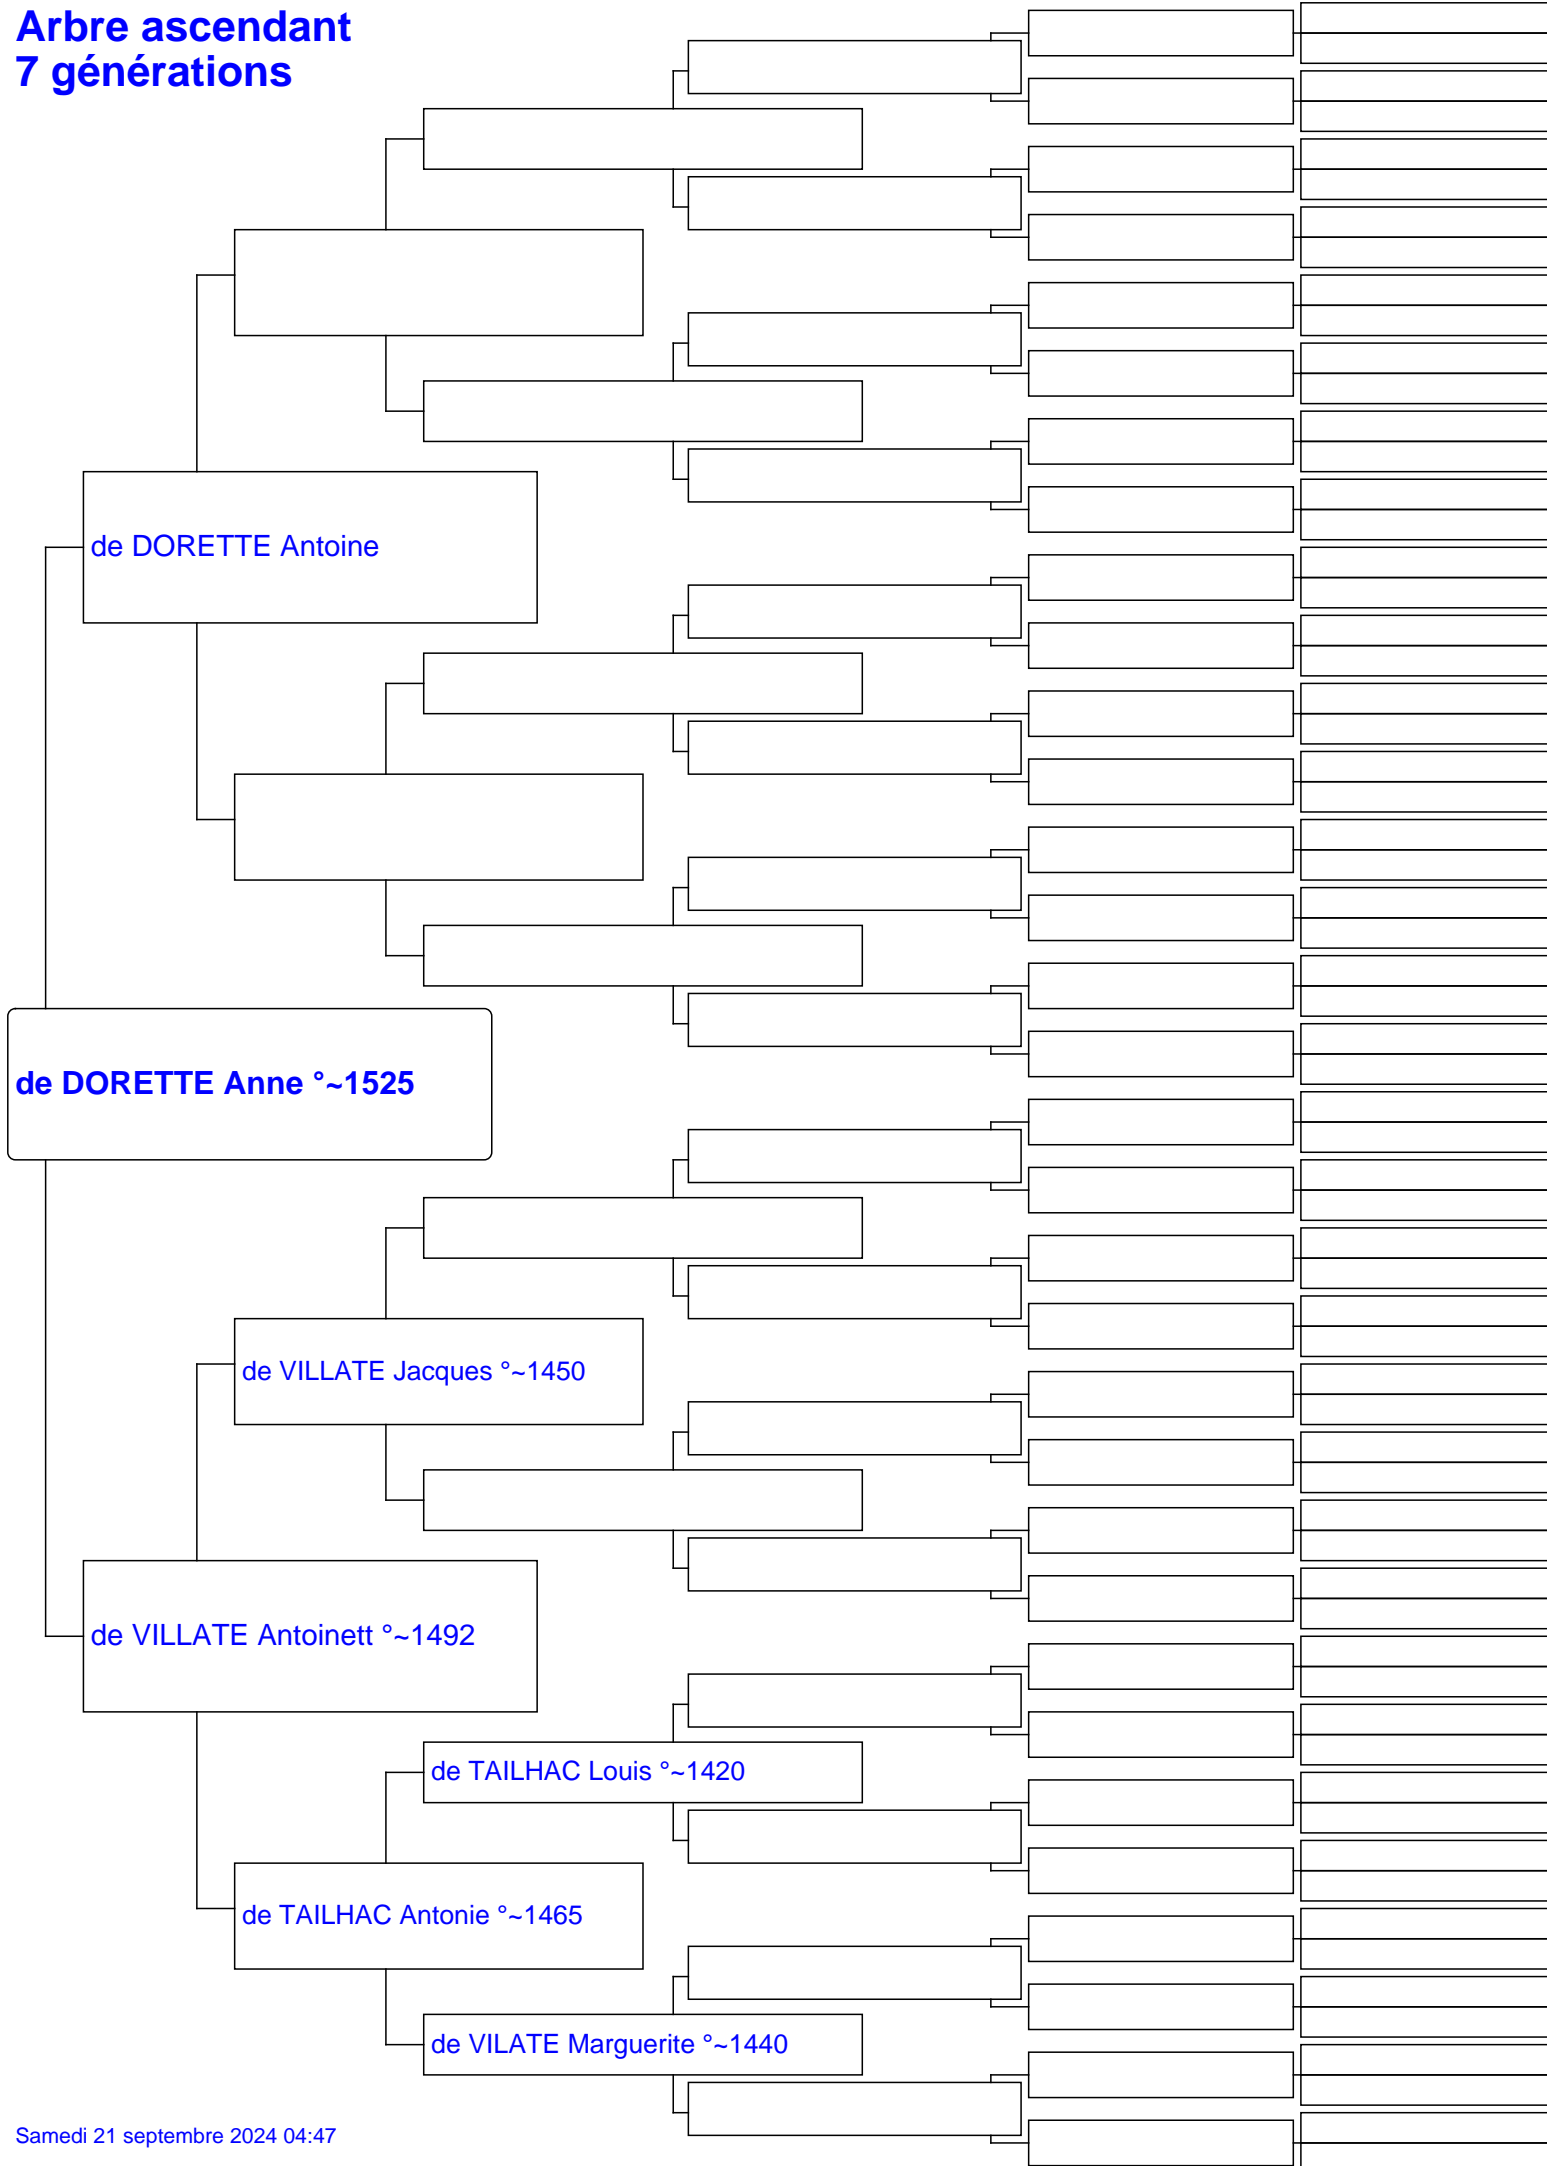 Arbre ascendant
7 générations
de DORETTE Antoine
de DORETTE Anne °~1525
de VILLATE Jacques °~1450
de VILLATE Antoinett °~1492
de TAILHAC Louis °~1420
de TAILHAC Antonie °~1465
de VILATE Marguerite °~1440
Samedi 21 septembre 2024 04:47